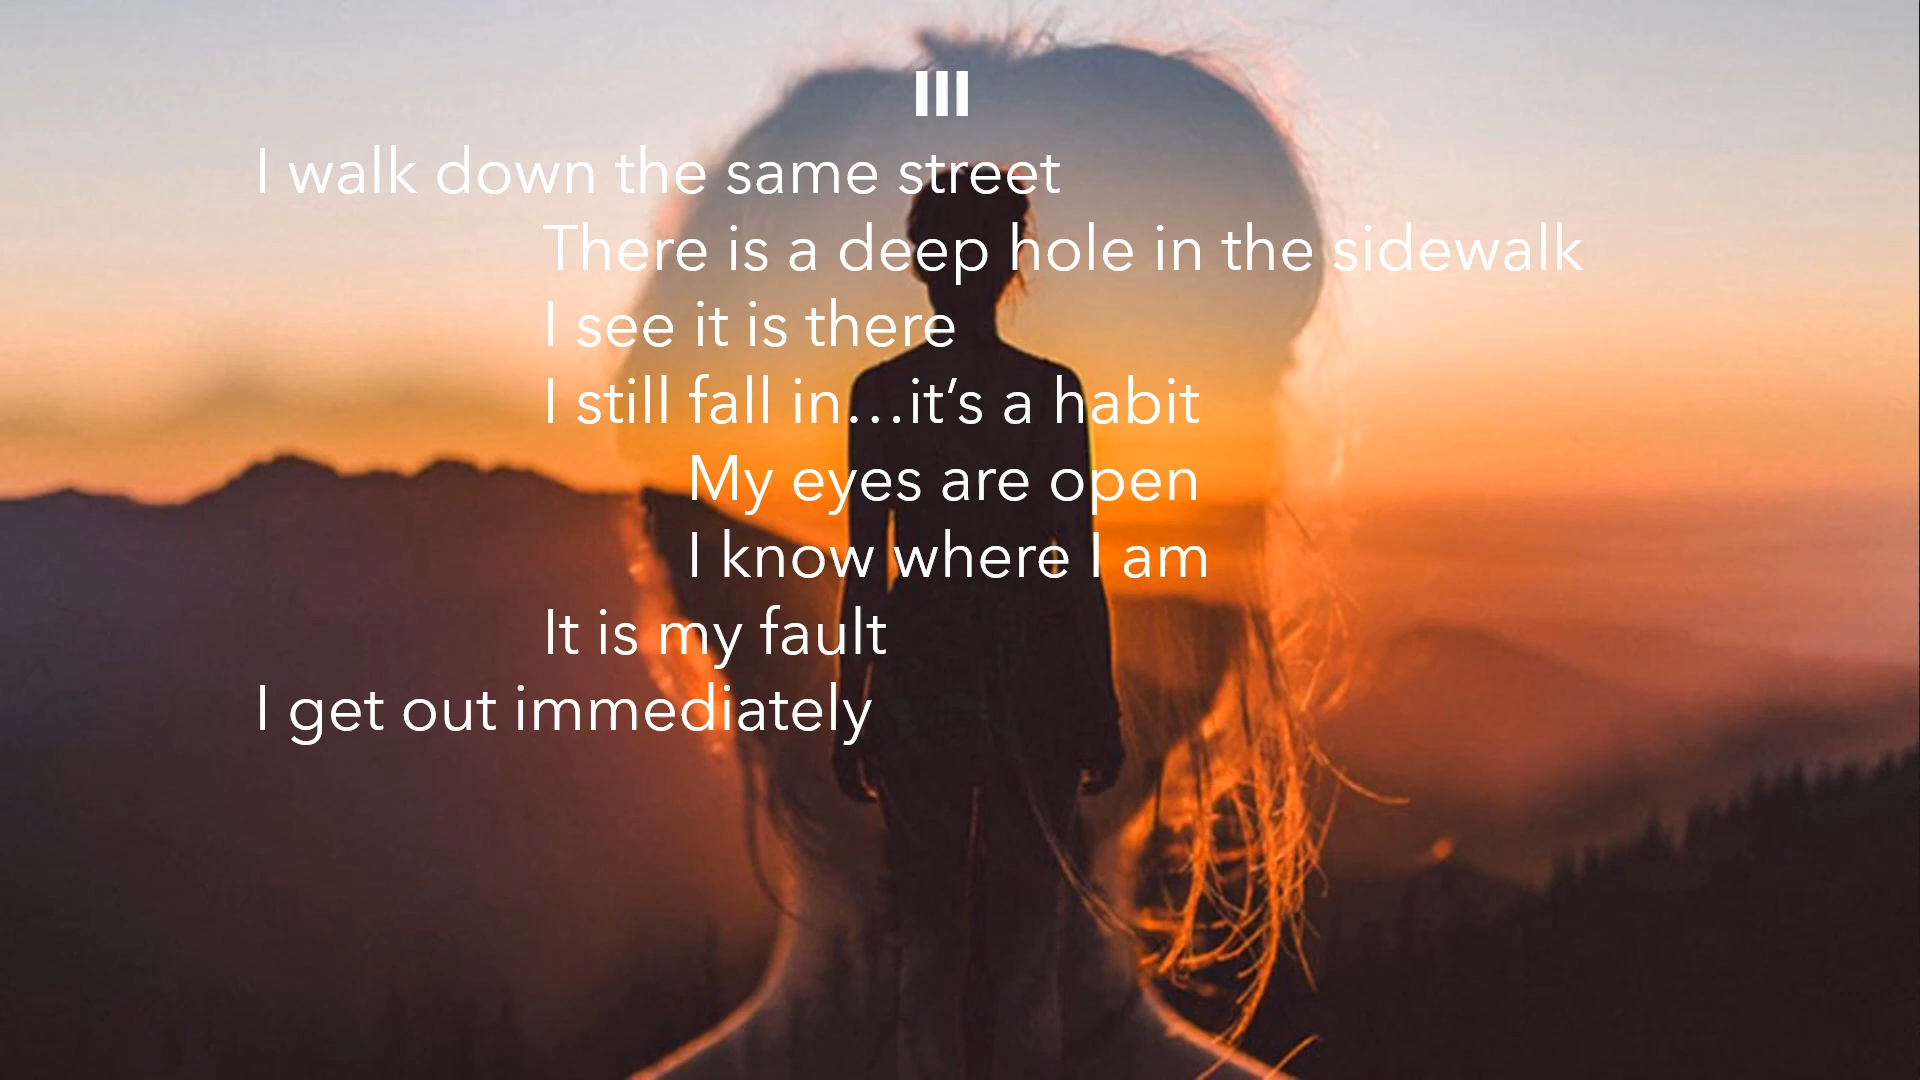 III
I walk down the same street
There is a deep hole in the sidewalk
I see it is there
I still fall in…it’s a habit
My eyes are open
I know where I am
It is my fault
I get out immediately